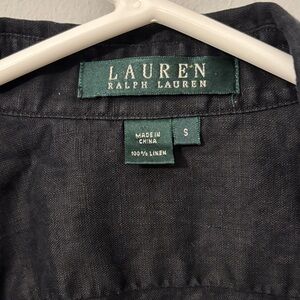 LAUREN
RALPH LAUREN
MADE IN
CHINA
S
100% LINEN